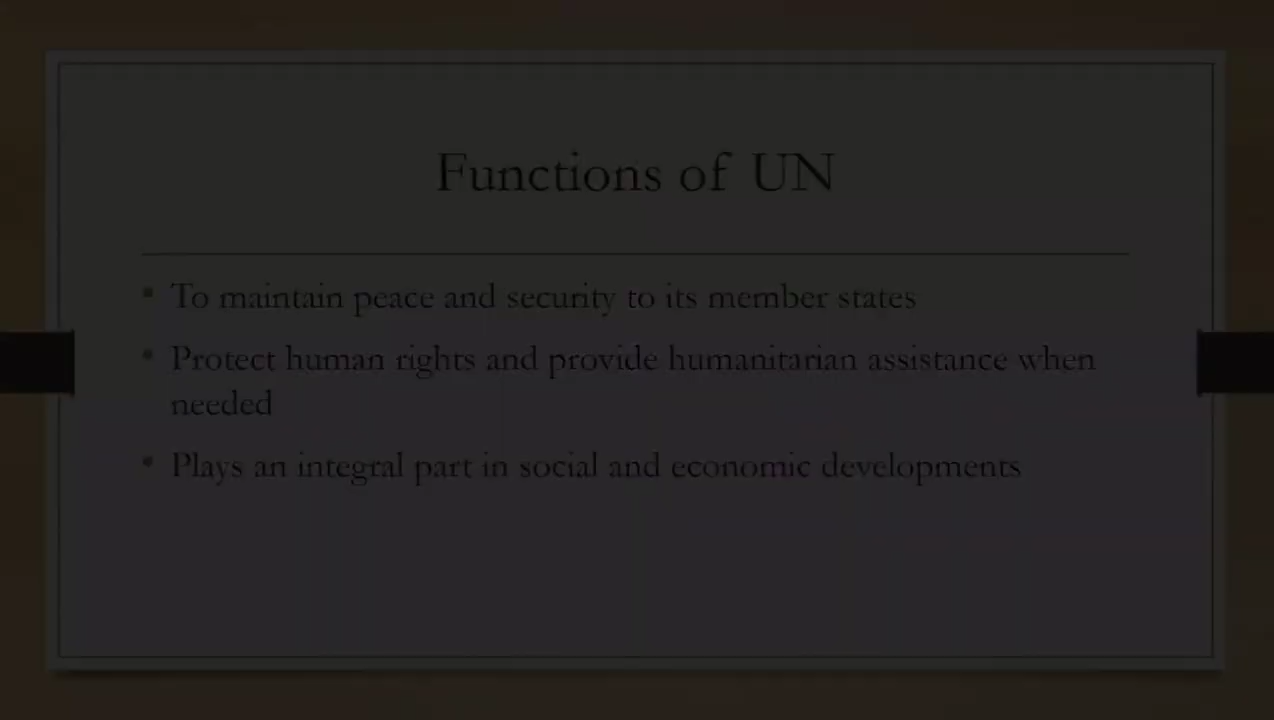 Functions of UN
▪ To maintain peace and security to its member states
▪ Protect human rights and provide humanitarian assistance when
needed
▪ Plays an integral part in social and economic developments